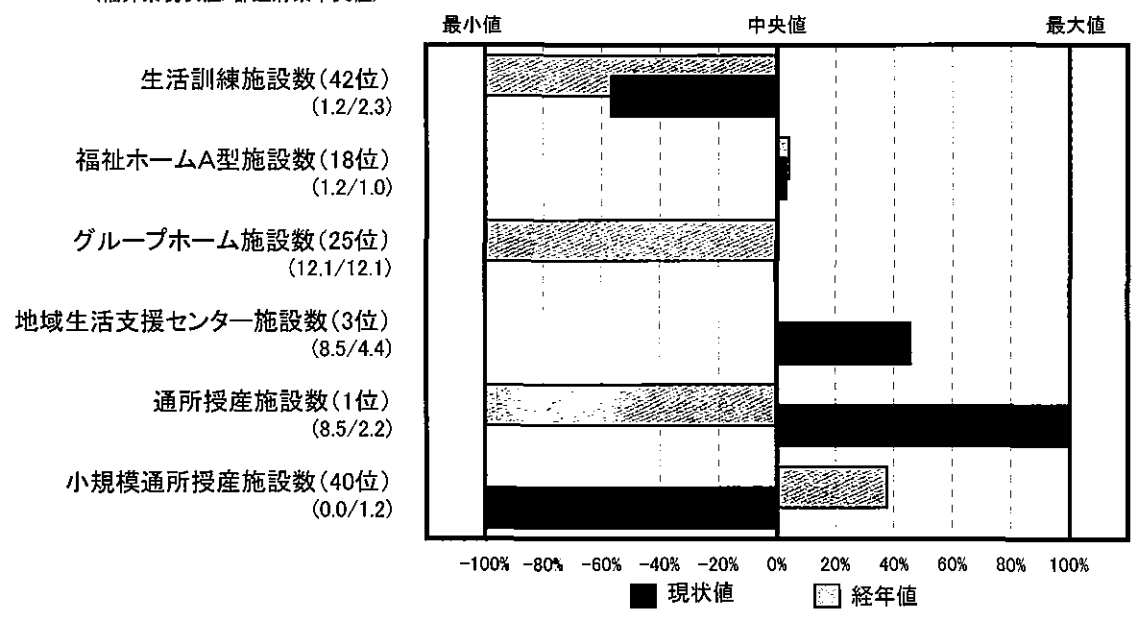 最小値 中央値 最大値
生活訓練施設数(42位)
(1.2/2.3)
福祉ホームA型施設数(18位)
(1.2/1.0)
グループホーム施設数(25位)
(12.1/12.1)
地域生活支援センター施設数(3位)
(8.5/4.4)
通所授産施設数(1位)
(8.5/2.2)
小規模通所授産施設数(40位)
(0.0/1.2)
-100% -80% -60% -40% -20% 0% 20% 40% 60% 80% 100%
現状値 経年値